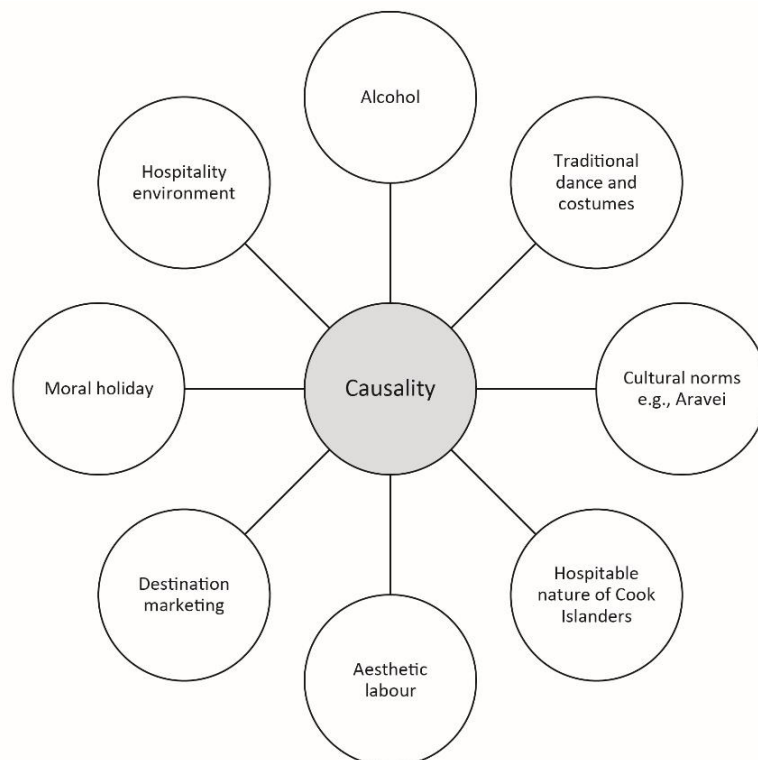 Alcohol
Hospitality
environment
Traditional
dance and
costumes
Moral holiday
Causality
Cultural norms
e.g., Aravei
Destination
marketing
Hospitable
nature of Cook
Islanders
Aesthetic
labour